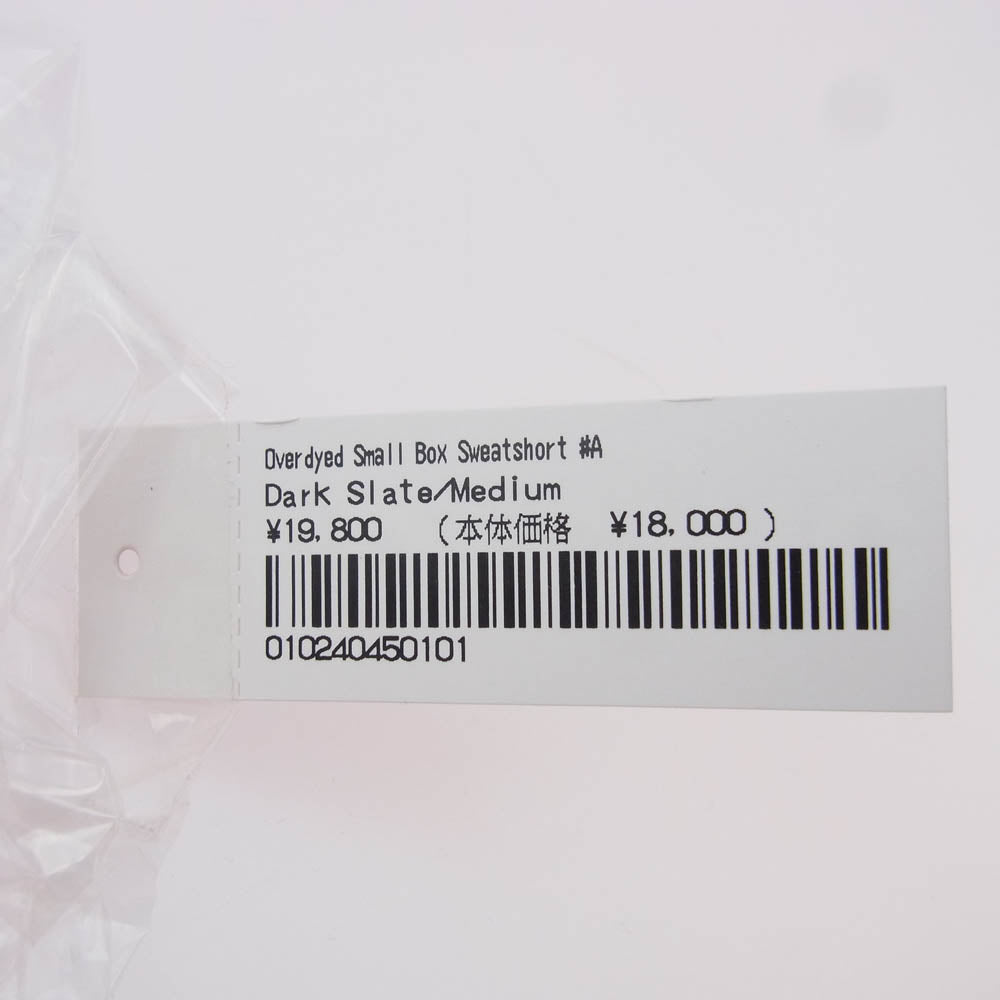 Overdyed Small Box Sweatshort #A
Dark Slate/Medium
¥19,800 (本体価格 ¥18,000)
010240450101